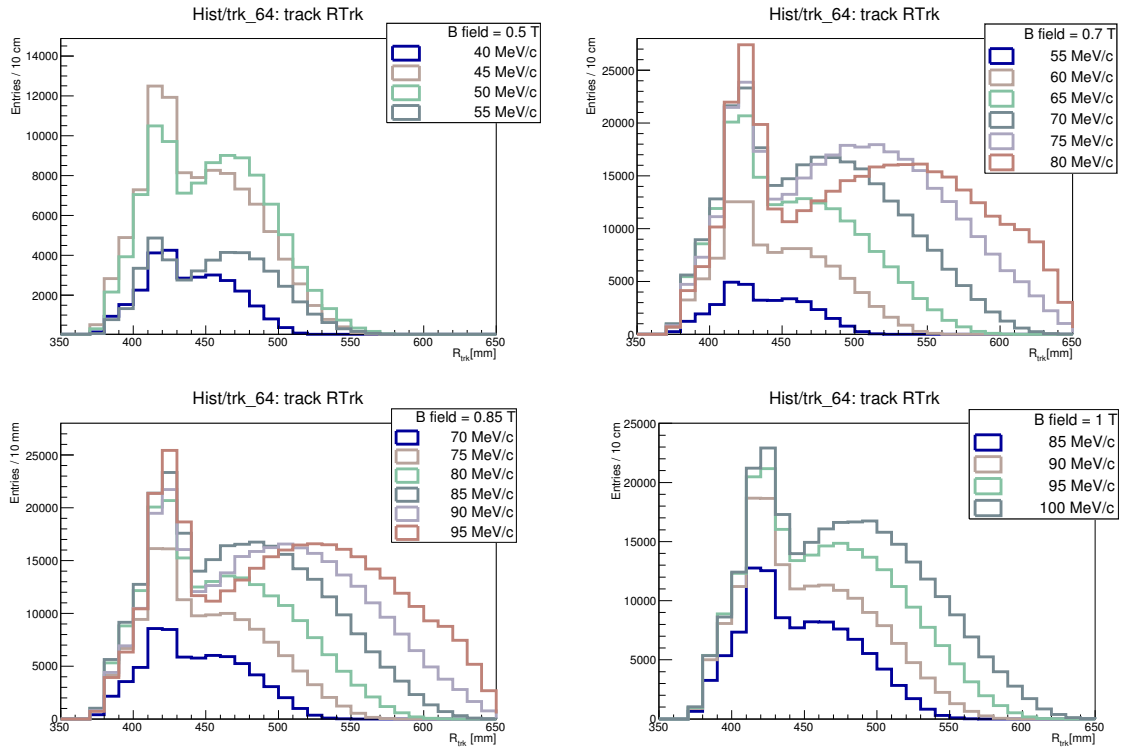 Hist/trk_64: track RTrk
Entries / 10 cm
14000
12000
10000
8000
6000
4000
2000
350 400 450 500 550 600 650
R_trk[mm]
B field = 0.5 T
40 MeV/c
45 MeV/c
50 MeV/c
55 MeV/c
Hist/trk_64: track RTrk
Entries / 10 cm
25000
20000
15000
10000
5000
0
350 400 450 500 550 600 650
R_trk[mm]
B field = 0.7 T
55 MeV/c
60 MeV/c
65 MeV/c
70 MeV/c
75 MeV/c
80 MeV/c
Hist/trk_64: track RTrk
Entries / 10 mm
25000
20000
15000
10000
5000
0
350 400 450 500 550 600 650
R_trk[mm]
B field = 0.85 T
70 MeV/c
75 MeV/c
80 MeV/c
85 MeV/c
90 MeV/c
95 MeV/c
Hist/trk_64: track RTrk
Entries / 10 cm
25000
20000
15000
10000
5000
0
350 400 450 500 550 600 650
R_trk[mm]
B field = 1 T
85 MeV/c
90 MeV/c
95 MeV/c
100 MeV/c